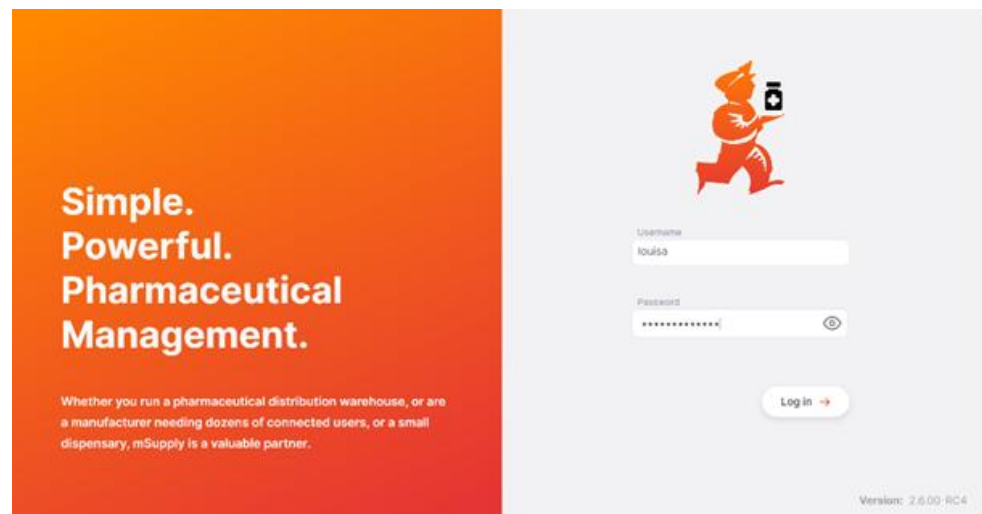 Simple.
Powerful.
Pharmaceutical
Management.
Whether you run a pharmaceutical distribution warehouse, or are
a manufacturer needing dozens of connected users, or a small
dispensary, mSupply is a valuable partner.
Username
louisa
Password
•••••••••••••
Log in →
Version: 2.6.00-RC4